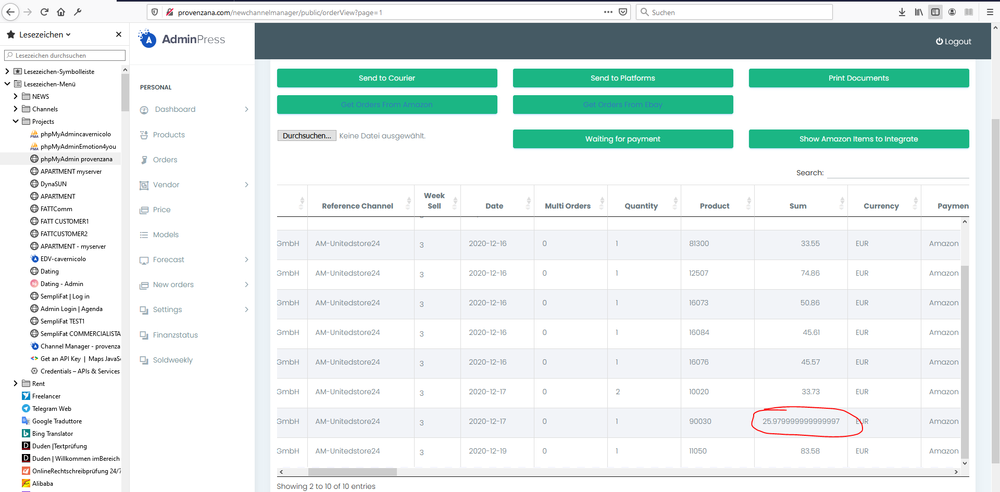 provenzana.com/newchannelmanager/public/orderView?page=1
Suchen
Lesezeichen
Lesezeichen durchsuchen
Lesezeichen-Symbolleiste
Lesezeichen-Menü
NEWS
Channels
Projects
phpMyAdmincavernicolo
phpMyAdminEmotion4you
phpMyAdmin provenzana
APARTMENT myserver
DynaSUN
APARTMENT
FATTComm
FATT CUSTOMER1
FATTCUSTOMER2
APARTMENT - myserver
EDV-cavernicolo
Dating
Dating - Admin
SempliFat | Log in
Admin Login | Agenda
SempliFat TEST1
SempliFat COMMERCIALISTA
Channel Manager - provenza
Get an API Key | Maps JavaSc
Credentials – APIs & Services
Rent
Freelancer
Telegram Web
Google Traduttore
Bing Translator
Duden |Textprüfung
Duden | Willkommen imBereich
OnlineRechtschreibprüfung 24/7
Alibaba
AdminPress
PERSONAL
Dashboard
Products
Orders
Vendor
Price
Models
Forecast
New orders
Settings
Finanzstatus
Soldweekly
Logout
Send to Courier Send to Platforms Print Documents
Get Orders From Amazon Get Orders From Ebay
Durchsuchen... Keine Datei ausgewählt. Waiting for payment Show Amazon Items to Integrate
Search:
Reference Channel Week Sell Date Multi Orders Quantity Product Sum Currency Paymen
GmbH AM-Unitedstore24 3 2020-12-16 0 1 81300 33.55 EUR Amazon
GmbH AM-Unitedstore24 3 2020-12-16 0 1 12507 74.86 EUR Amazon
GmbH AM-Unitedstore24 3 2020-12-16 0 1 16073 50.86 EUR Amazon
GmbH AM-Unitedstore24 3 2020-12-16 0 1 16084 45.61 EUR Amazon
GmbH AM-Unitedstore24 3 2020-12-16 0 1 16076 45.57 EUR Amazon
GmbH AM-Unitedstore24 3 2020-12-17 0 2 10020 33.73 EUR Amazon
GmbH AM-Unitedstore24 3 2020-12-17 0 1 90030 25.979999999999997 EUR Amazon
GmbH AM-Unitedstore24 3 2020-12-19 0 1 11050 83.58 EUR Amazon
Showing 2 to 10 of 10 entries